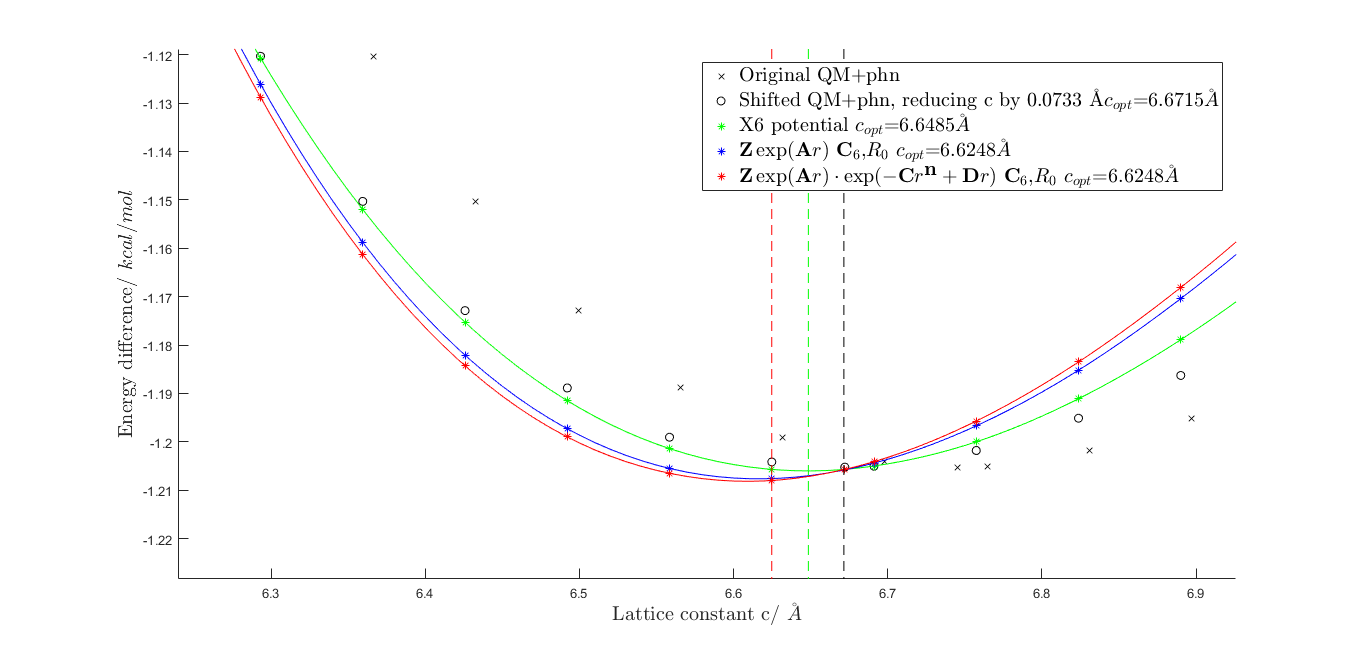 -1.12
-1.13
-1.14
-1.15
-1.16
-1.17
-1.18
-1.19
-1.2
-1.21
-1.22
Energy difference/ kcal/mol
Original QM+phn
Shifted QM+phn, reducing c by 0.0733 Åc_opt=6.6715Å
X6 potential c_opt=6.6485Å
Z exp(Ar) C₆,R₀ c_opt=6.6248Å
Z exp(Ar) · exp(−Cr^n + Dr) C₆,R₀ c_opt=6.6248Å
6.3 6.4 6.5 6.6 6.7 6.8 6.9
Lattice constant c/ Å